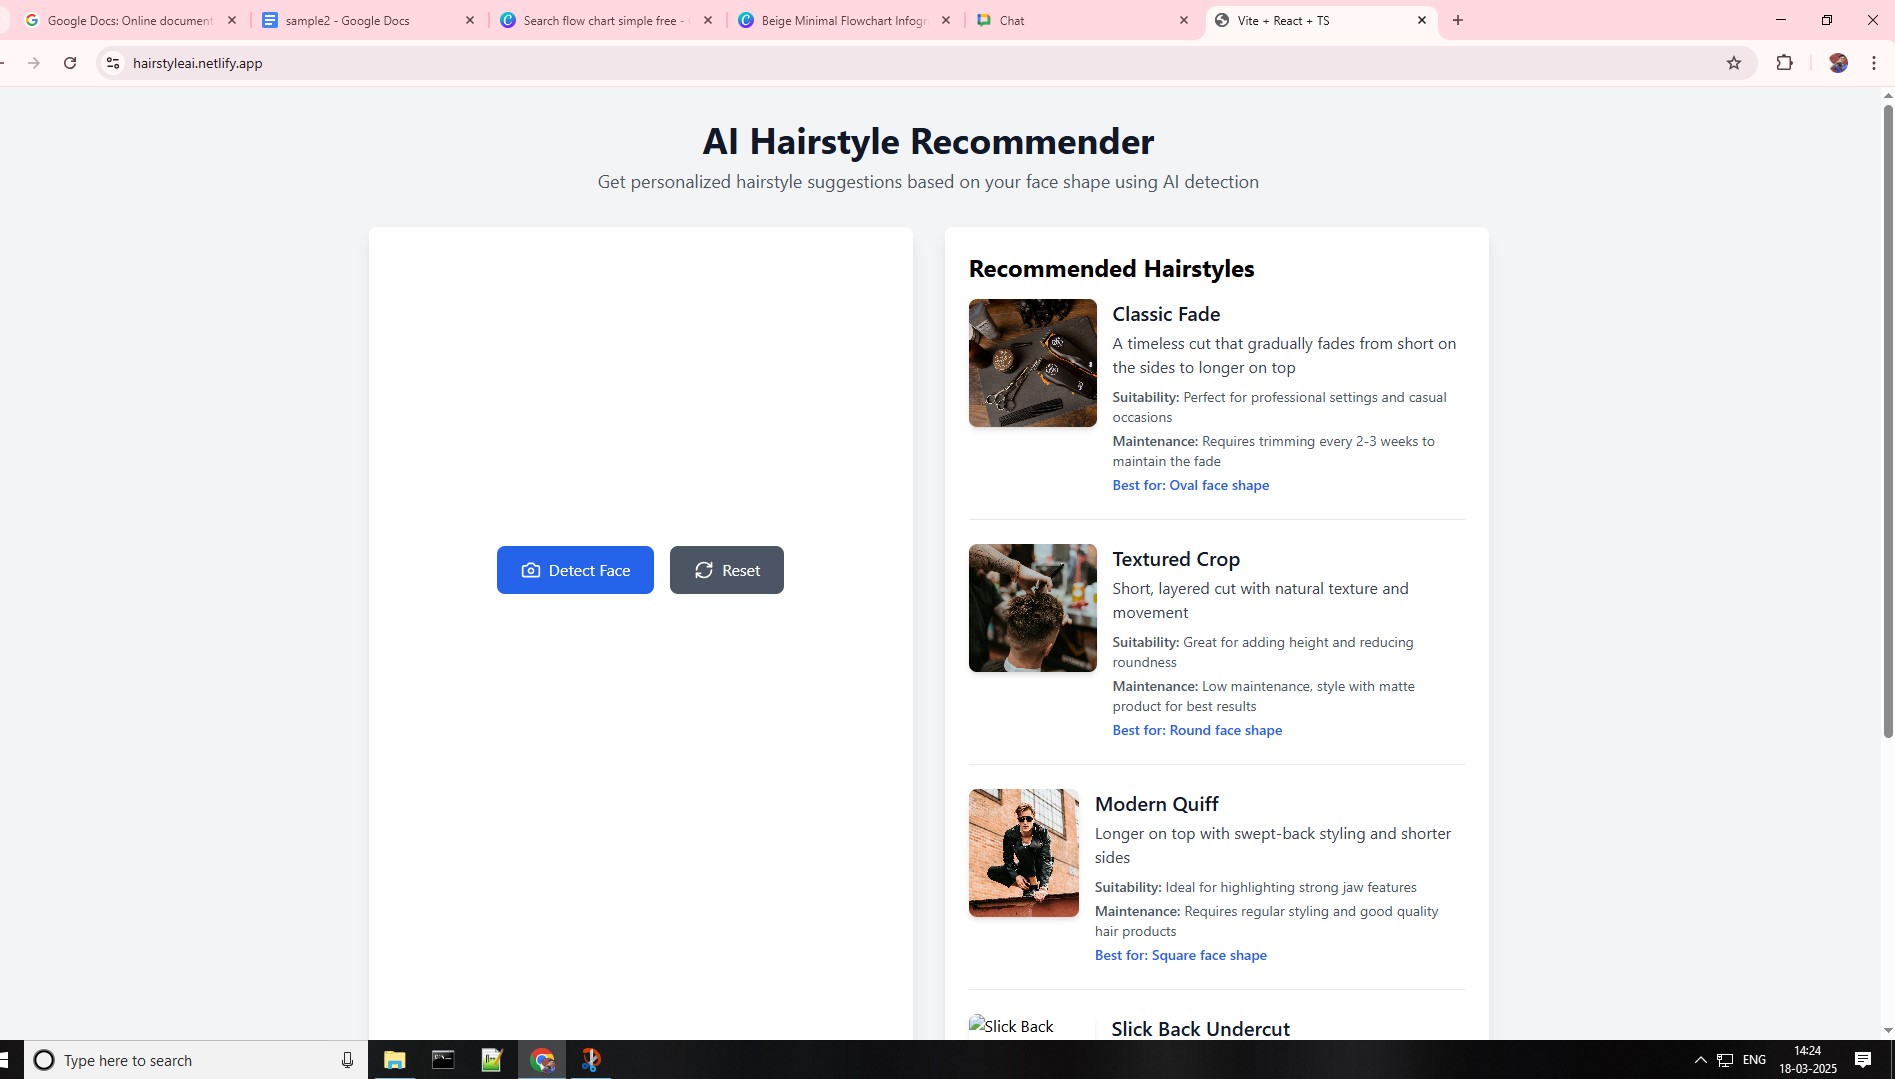 Google Docs: Online document
sample2 - Google Docs
Search flow chart simple free -
Beige Minimal Flowchart Infogr
Chat
Vite + React + TS
hairstyleai.netlify.app
AI Hairstyle Recommender
Get personalized hairstyle suggestions based on your face shape using AI detection
Detect Face
Reset
Recommended Hairstyles
Classic Fade
A timeless cut that gradually fades from short on
the sides to longer on top
Suitability: Perfect for professional settings and casual
occasions
Maintenance: Requires trimming every 2-3 weeks to
maintain the fade
Best for: Oval face shape
Textured Crop
Short, layered cut with natural texture and
movement
Suitability: Great for adding height and reducing
roundness
Maintenance: Low maintenance, style with matte
product for best results
Best for: Round face shape
Modern Quiff
Longer on top with swept-back styling and shorter
sides
Suitability: Ideal for highlighting strong jaw features
Maintenance: Requires regular styling and good quality
hair products
Best for: Square face shape
Slick Back
Slick Back Undercut
Type here to search
ENG
14:24
18-03-2025